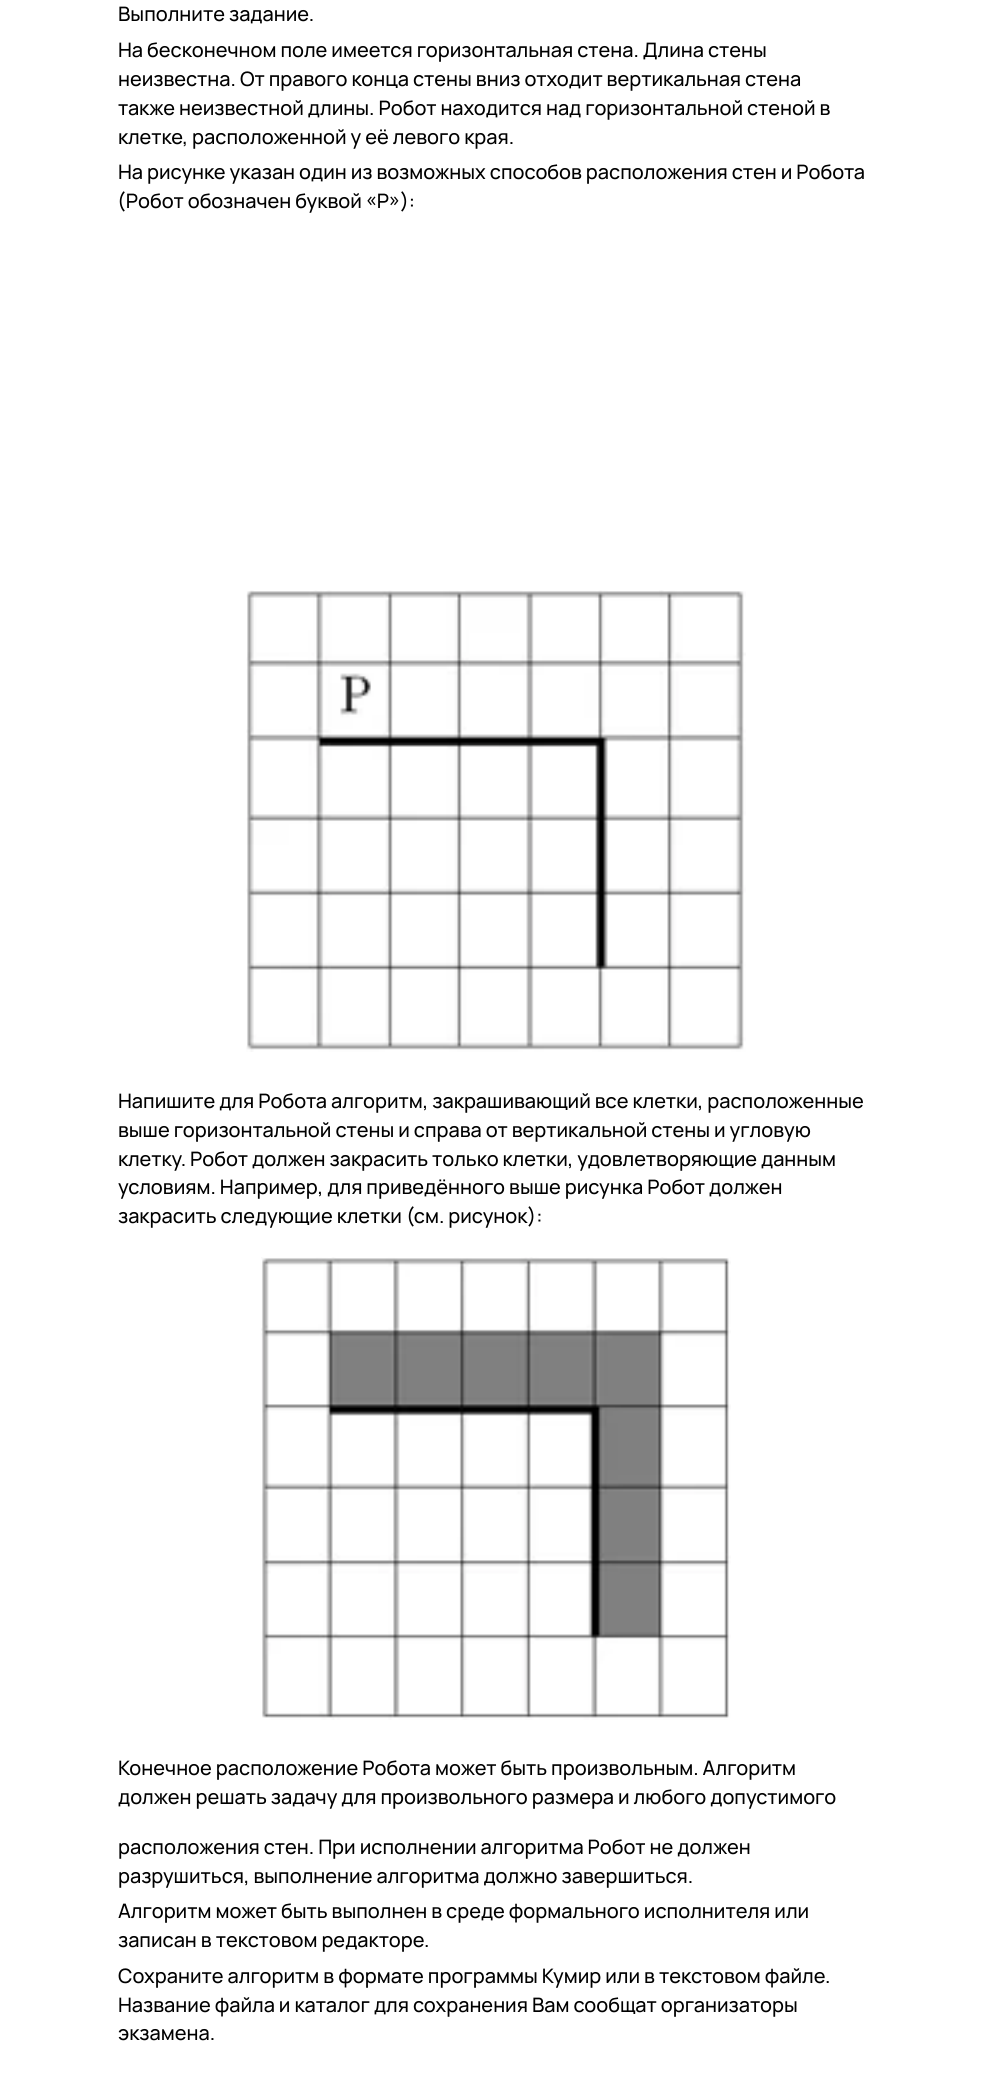 Выполните задание.
На бесконечном поле имеется горизонтальная стена. Длина стены
неизвестна. От правого конца стены вниз отходит вертикальная стена
также неизвестной длины. Робот находится над горизонтальной стеной в
клетке, расположенной у её левого края.
На рисунке указан один из возможных способов расположения стен и Робота
(Робот обозначен буквой «Р»):
Р
Напишите для Робота алгоритм, закрашивающий все клетки, расположенные
выше горизонтальной стены и справа от вертикальной стены и угловую
клетку. Робот должен закрасить только клетки, удовлетворяющие данным
условиям. Например, для приведённого выше рисунка Робот должен
закрасить следующие клетки (см. рисунок):
Конечное расположение Робота может быть произвольным. Алгоритм
должен решать задачу для произвольного размера и любого допустимого
расположения стен. При исполнении алгоритма Робот не должен
разрушиться, выполнение алгоритма должно завершиться.
Алгоритм может быть выполнен в среде формального исполнителя или
записан в текстовом редакторе.
Сохраните алгоритм в формате программы Кумир или в текстовом файле.
Название файла и каталог для сохранения Вам сообщат организаторы
экзамена.